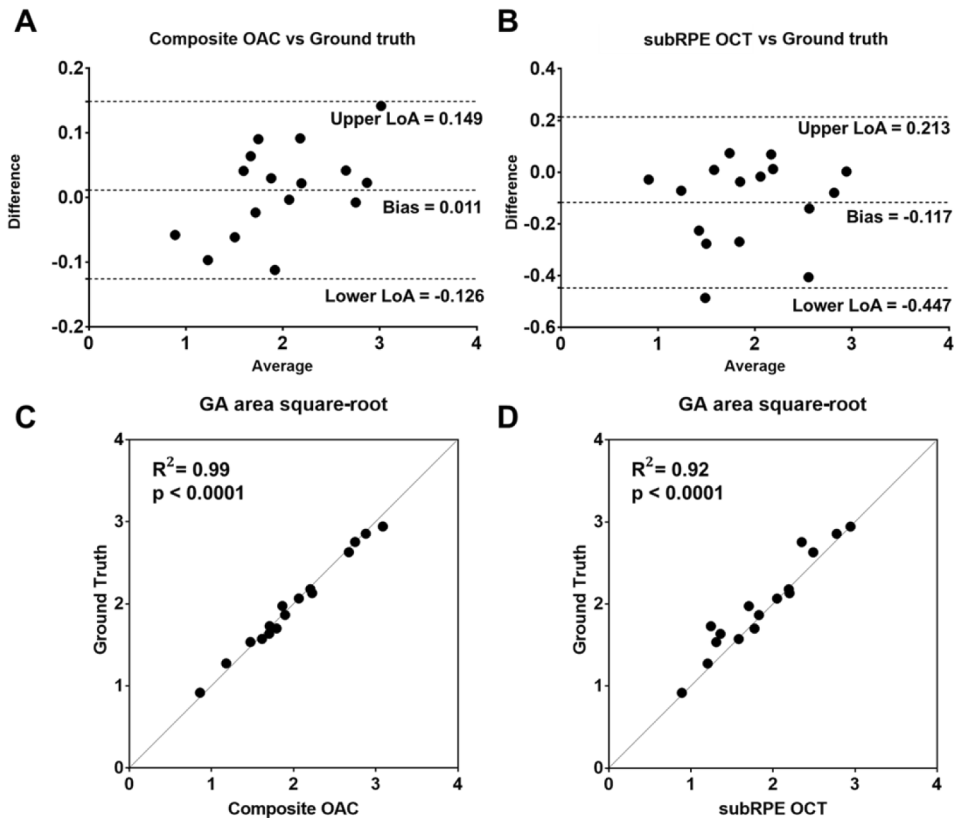 A
Composite OAC vs Ground truth
0.2
0.1
0.0
-0.1
-0.2
Difference
Upper LoA = 0.149
Bias = 0.011
Lower LoA = -0.126
0 1 2 3 4
Average
B
subRPE OCT vs Ground truth
0.4
0.2
0.0
-0.2
-0.4
-0.6
Difference
Upper LoA = 0.213
Bias = -0.117
Lower LoA = -0.447
0 1 2 3 4
Average
C
GA area square-root
R²= 0.99
p < 0.0001
4
3
2
1
0
Ground Truth
0 1 2 3 4
Composite OAC
D
GA area square-root
R²= 0.92
p < 0.0001
4
3
2
1
0
Ground Truth
0 1 2 3 4
subRPE OCT